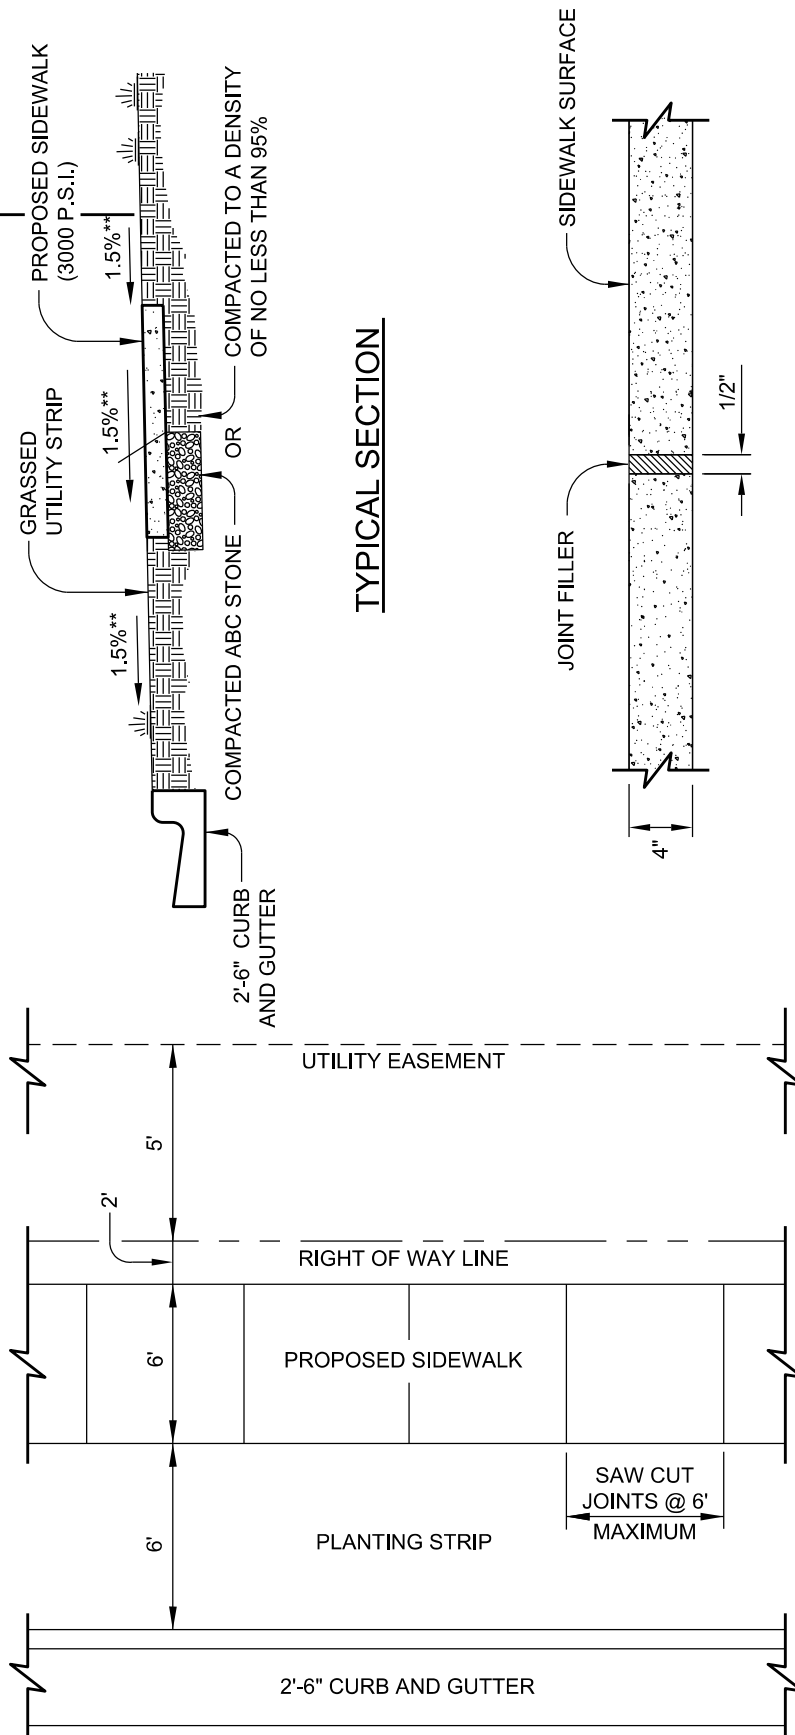 PROPOSED SIDEWALK
(3000 P.S.I.)
GRASSED
UTILITY STRIP
1.5%**
1.5%**
1.5%**
2'-6" CURB
AND GUTTER
COMPACTED ABC STONE
OR
COMPACTED TO A DENSITY
OF NO LESS THAN 95%
TYPICAL SECTION
JOINT FILLER
SIDEWALK SURFACE
4"
1/2"
UTILITY EASEMENT
5'
2'
RIGHT OF WAY LINE
6'
PROPOSED SIDEWALK
SAW CUT
JOINTS @ 6'
MAXIMUM
6'
PLANTING STRIP
2'-6" CURB AND GUTTER